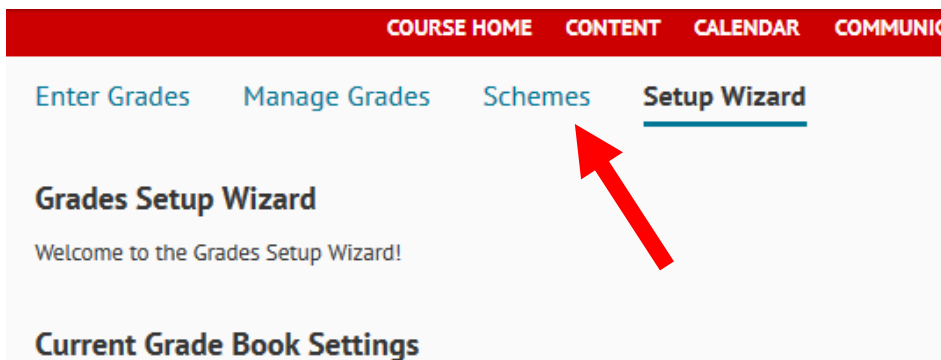 COURSE HOME CONTENT CALENDAR
Enter Grades Manage Grades Schemes Setup Wizard
Grades Setup Wizard
Welcome to the Grades Setup Wizard!
Current Grade Book Settings